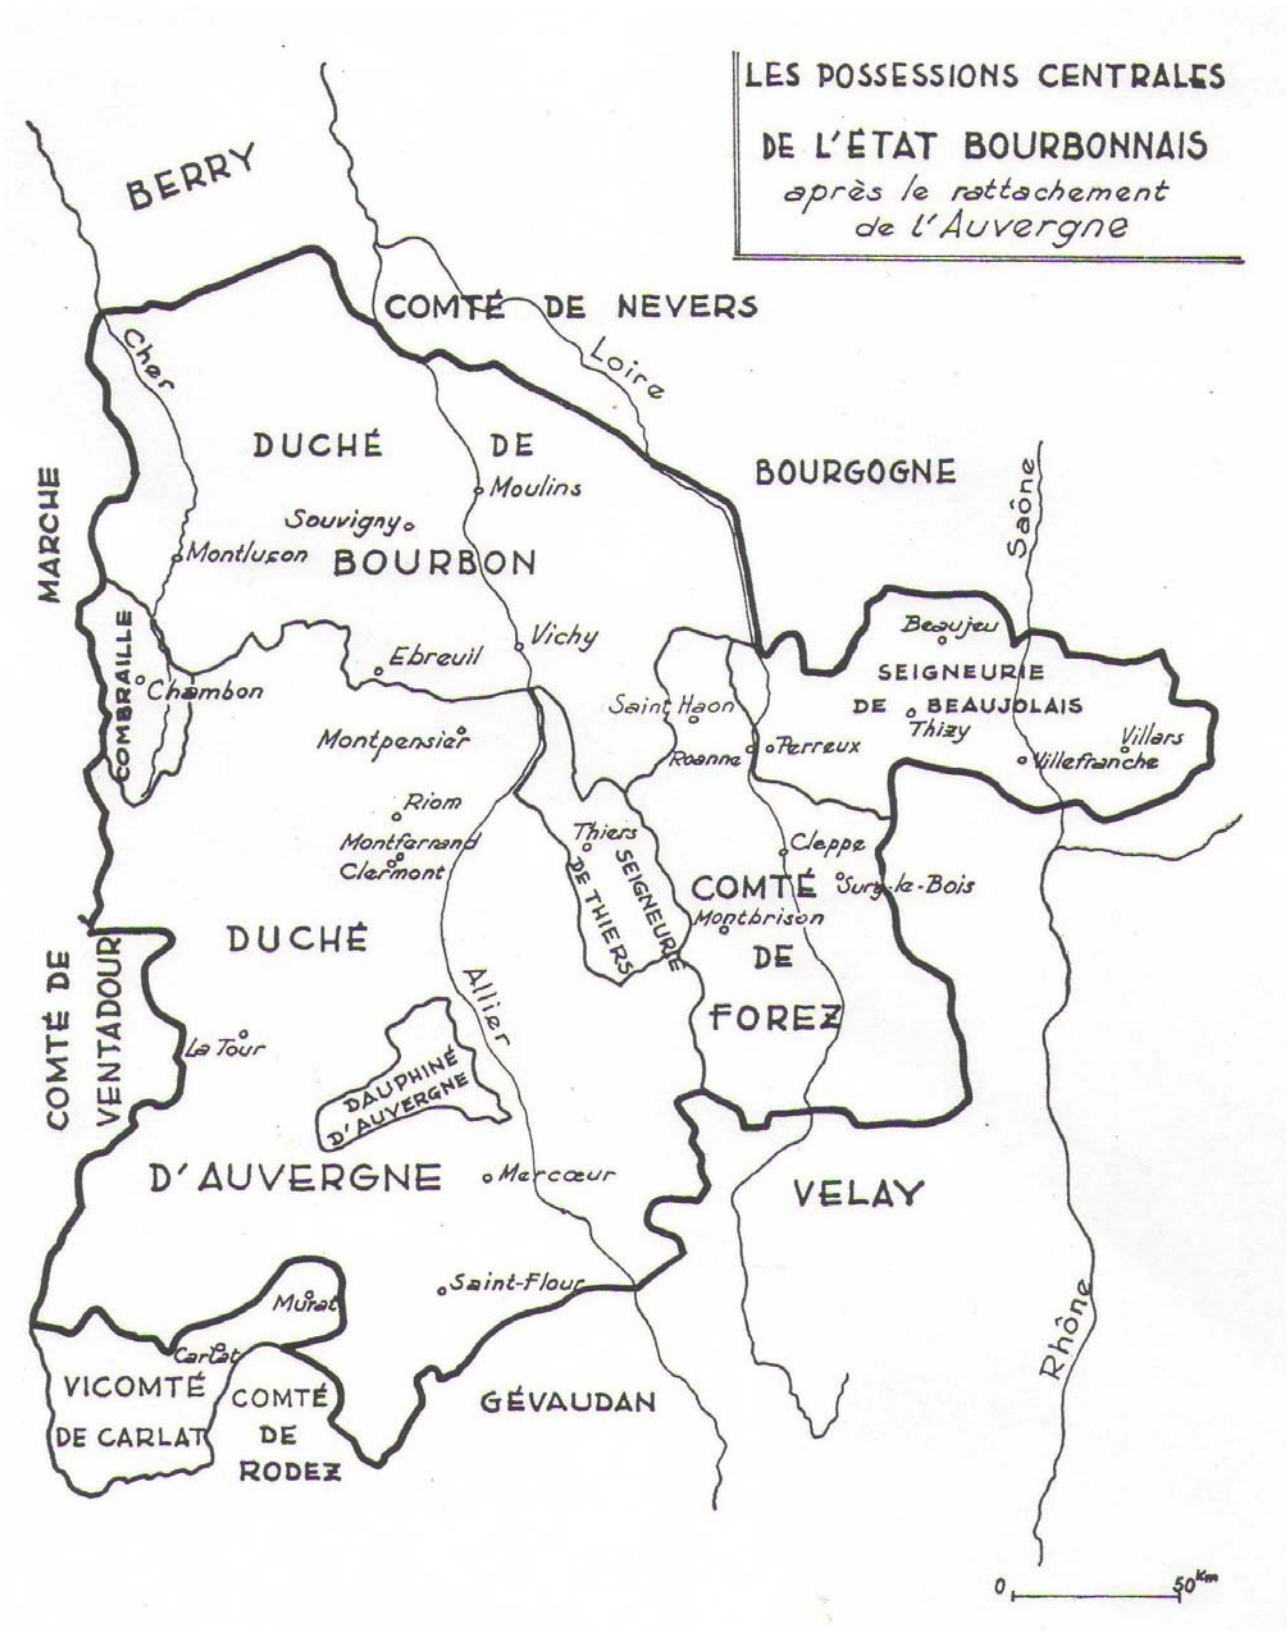 LES POSSESSIONS CENTRALES
DE L'ÉTAT BOURBONNAIS
après le rattachement
de l'Auvergne
BERRY
COMTÉ DE NEVERS
Cher
Loire
DUCHÉ DE
BOURBON
BOURGOGNE
Saône
MARCHE
Moulins
Souvigny
Montluçon
COMBRAILLE
Chambon
Ebreuil
Vichy
Beaujeu
SEIGNEURIE
DE BEAUJOLAIS
Thizy
Villars
Villefranche
Saint Haon
Roanne
Perreux
Montpensier
Riom
Montferrand
Clermont
Thiers
SEIGNEURIE
DE THIERS
Cleppe
COMTÉ
Sury-le-Bois
Montbrison
DE
FOREZ
DUCHÉ
Allier
COMTÉ DE
VENTADOUR
La Tour
DAUPHINÉ
D'AUVERGNE
D'AUVERGNE
Mercœur
VELAY
Saint-Flour
Murat
Carlat
VICOMTÉ
DE CARLAT
COMTÉ
DE
RODEZ
GÉVAUDAN
Rhône
0 50 Km